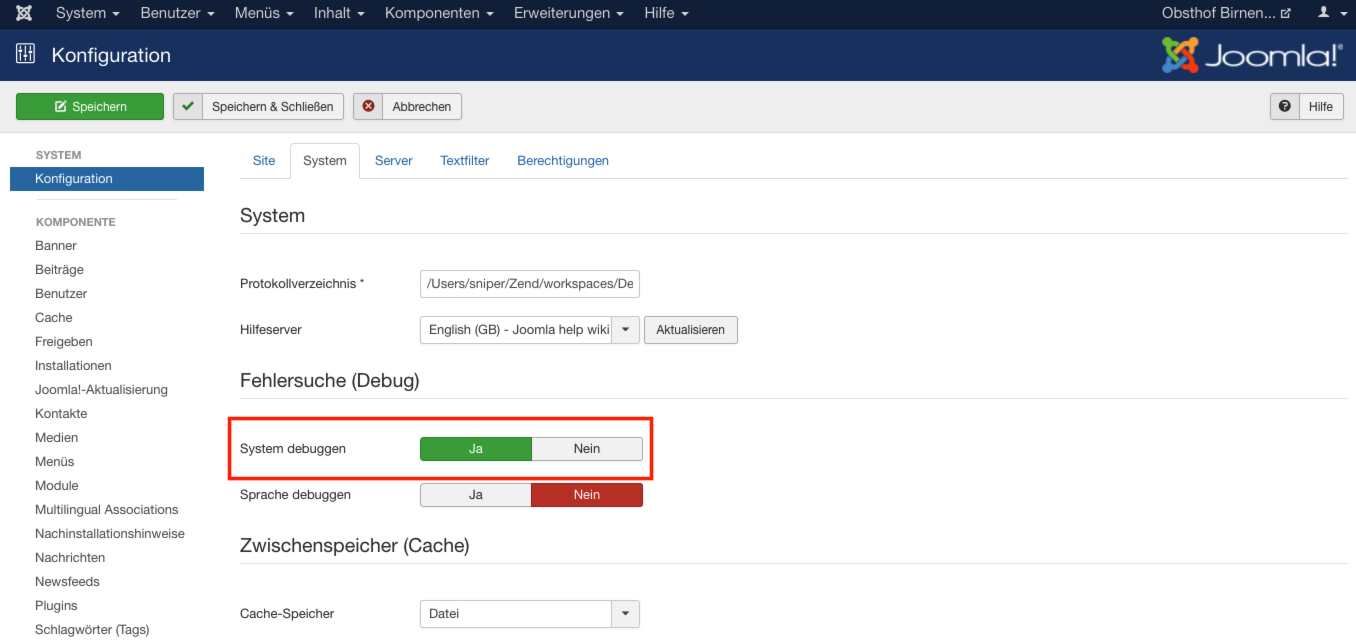 System Benutzer Menüs Inhalt Komponenten Erweiterungen Hilfe Obsthof Birnen...
Konfiguration Joomla!®
Speichern Speichern & Schließen Abbrechen Hilfe
SYSTEM
Konfiguration
KOMPONENTE
Banner
Beiträge
Benutzer
Cache
Freigeben
Installationen
Joomla!-Aktualisierung
Kontakte
Medien
Menüs
Module
Multilingual Associations
Nachinstallationshinweise
Nachrichten
Newsfeeds
Plugins
Schlagwörter (Tags)
Site System Server Textfilter Berechtigungen
System
Protokollverzeichnis * /Users/sniper/Zend/workspaces/De
Hilfeserver English (GB) - Joomla help wiki Aktualisieren
Fehlersuche (Debug)
System debuggen Ja Nein
Sprache debuggen Ja Nein
Zwischenspeicher (Cache)
Cache-Speicher Datei